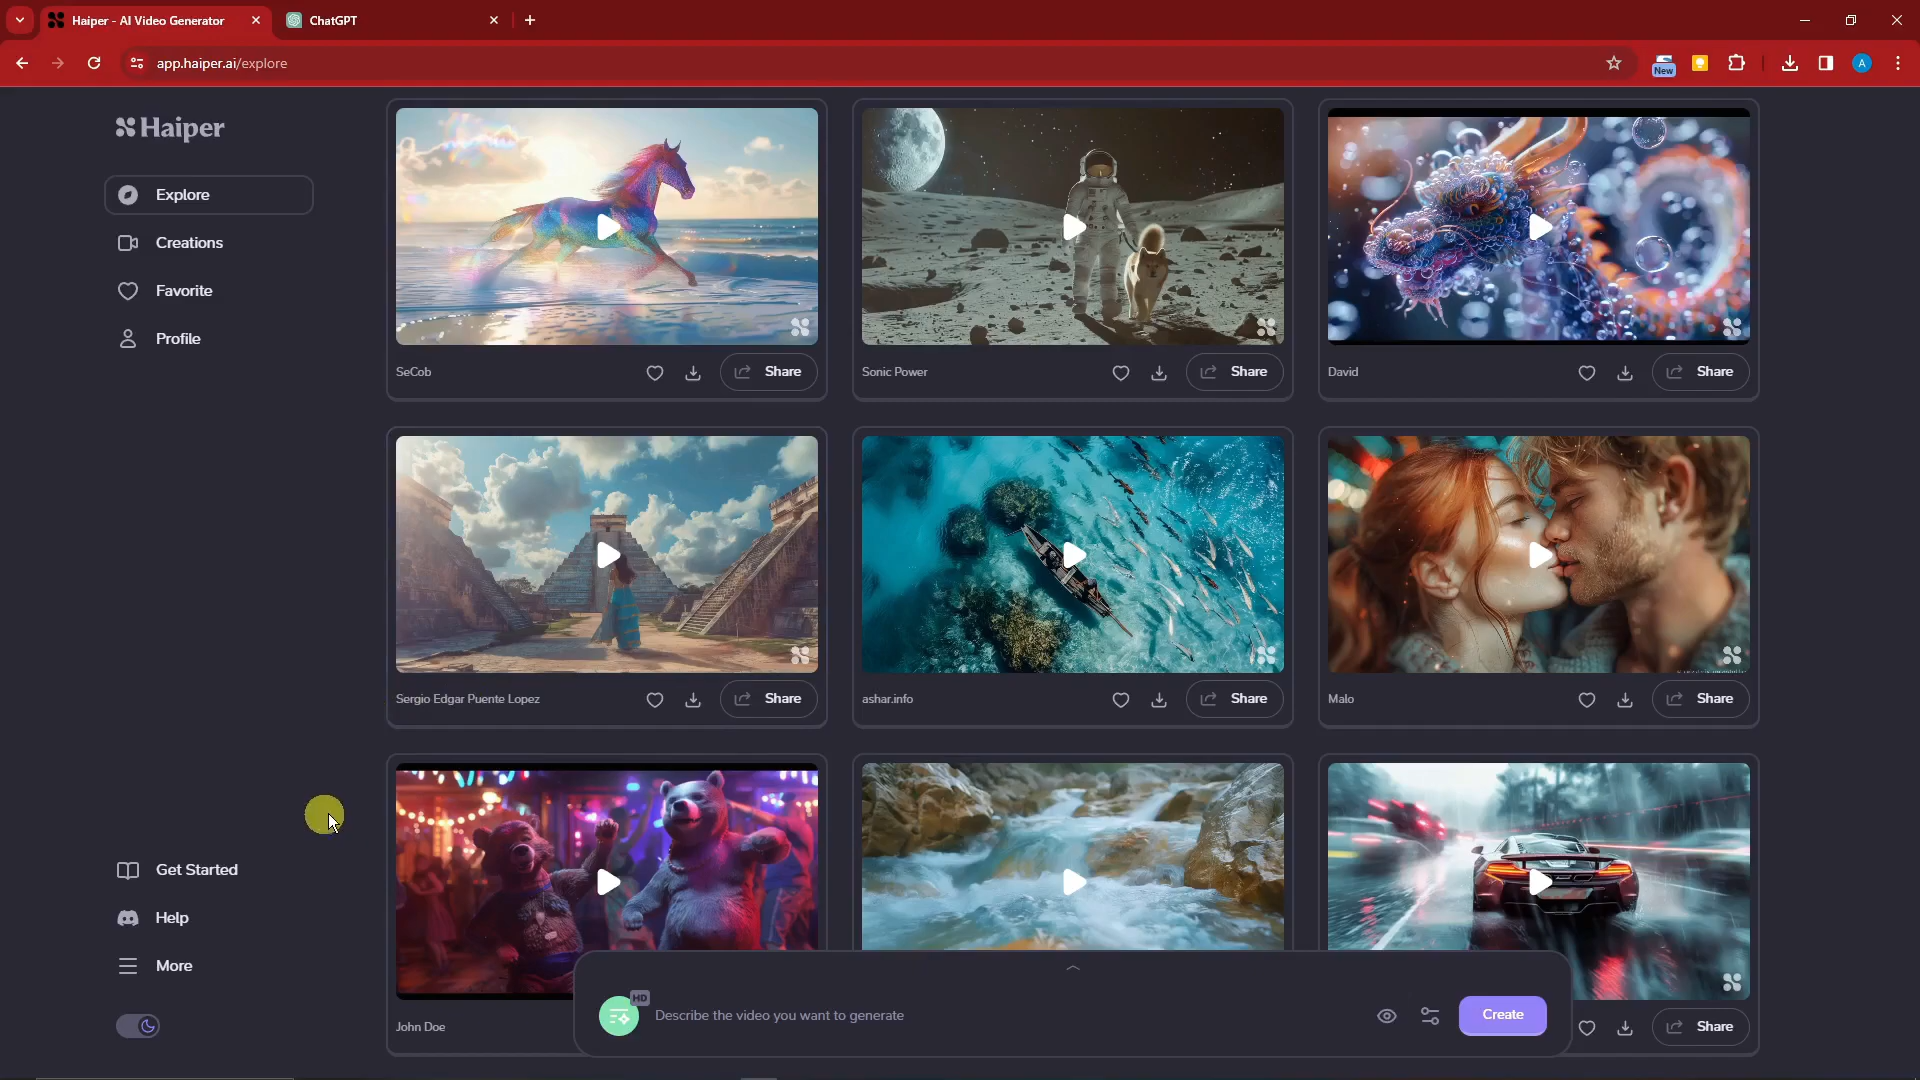 Haiper - AI Video Generator
ChatGPT
app.haiper.ai/explore
New
A
Haiper
Explore
Creations
Favorite
Profile
SeCob
Share
Sonic Power
Share
David
Share
Sergio Edgar Puente Lopez
Share
ashar.info
Share
Malo
Share
Get Started
Help
More
John Doe
HD
Describe the video you want to generate
Create
Share